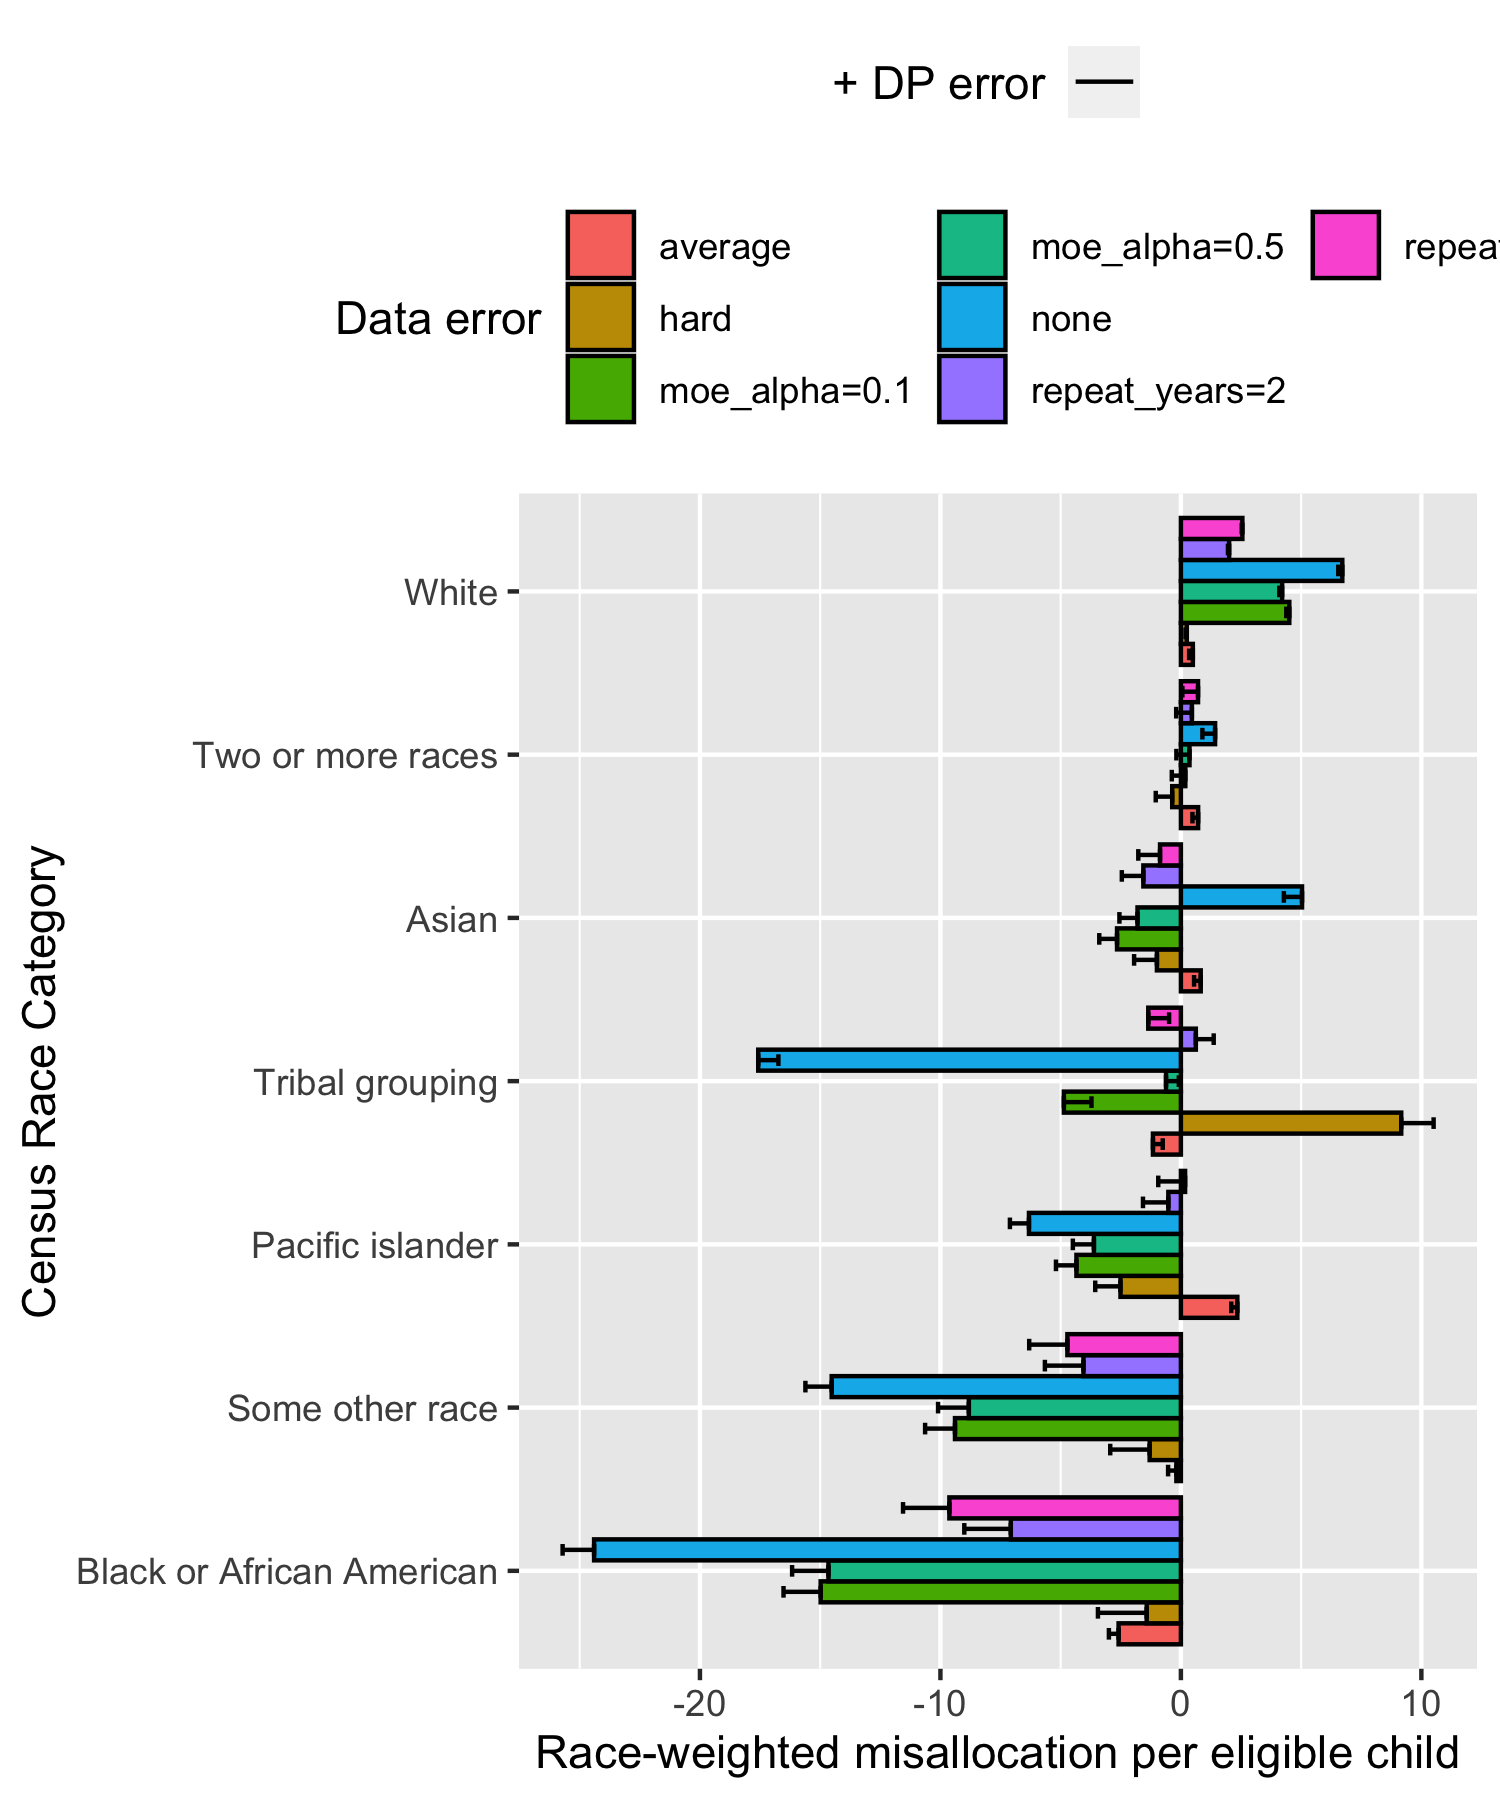 + DP error
Data error
average
hard
moe_alpha=0.1
moe_alpha=0.5
none
repeat_years=2
White
Two or more races
Asian
Tribal grouping
Pacific islander
Some other race
Black or African American
Census Race Category
-20 -10 0 10
Race-weighted misallocation per eligible child